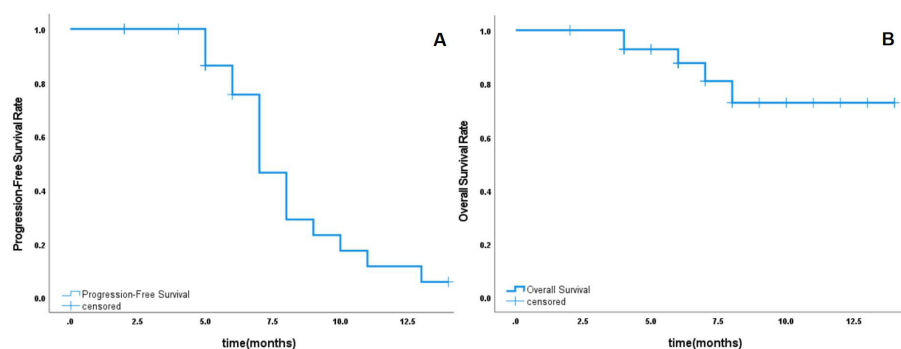 A
1.0
0.8
0.6
0.4
0.2
0.0
Progression-Free Survival Rate
Progression-Free Survival
censored
.0 2.5 5.0 7.5 10.0 12.5
time(months)
B
1.0
0.8
0.6
0.4
0.2
0.0
Overall Survival Rate
Overall Survival
censored
.0 2.5 5.0 7.5 10.0 12.5
time(months)